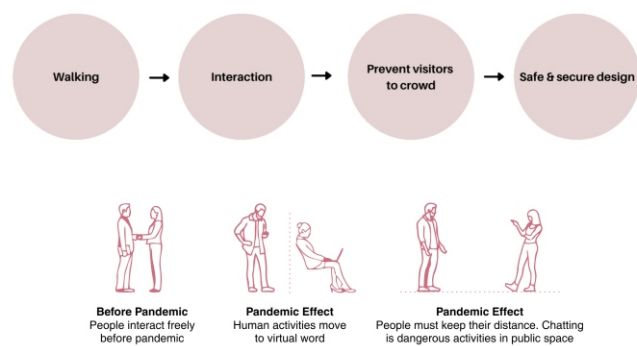 Walking
Interaction
Prevent visitors
to crowd
Safe & secure design
Before Pandemic
People interact freely
before pandemic
Pandemic Effect
Human activities move
to virtual word
Pandemic Effect
People must keep their distance. Chatting
is dangerous activities in public space